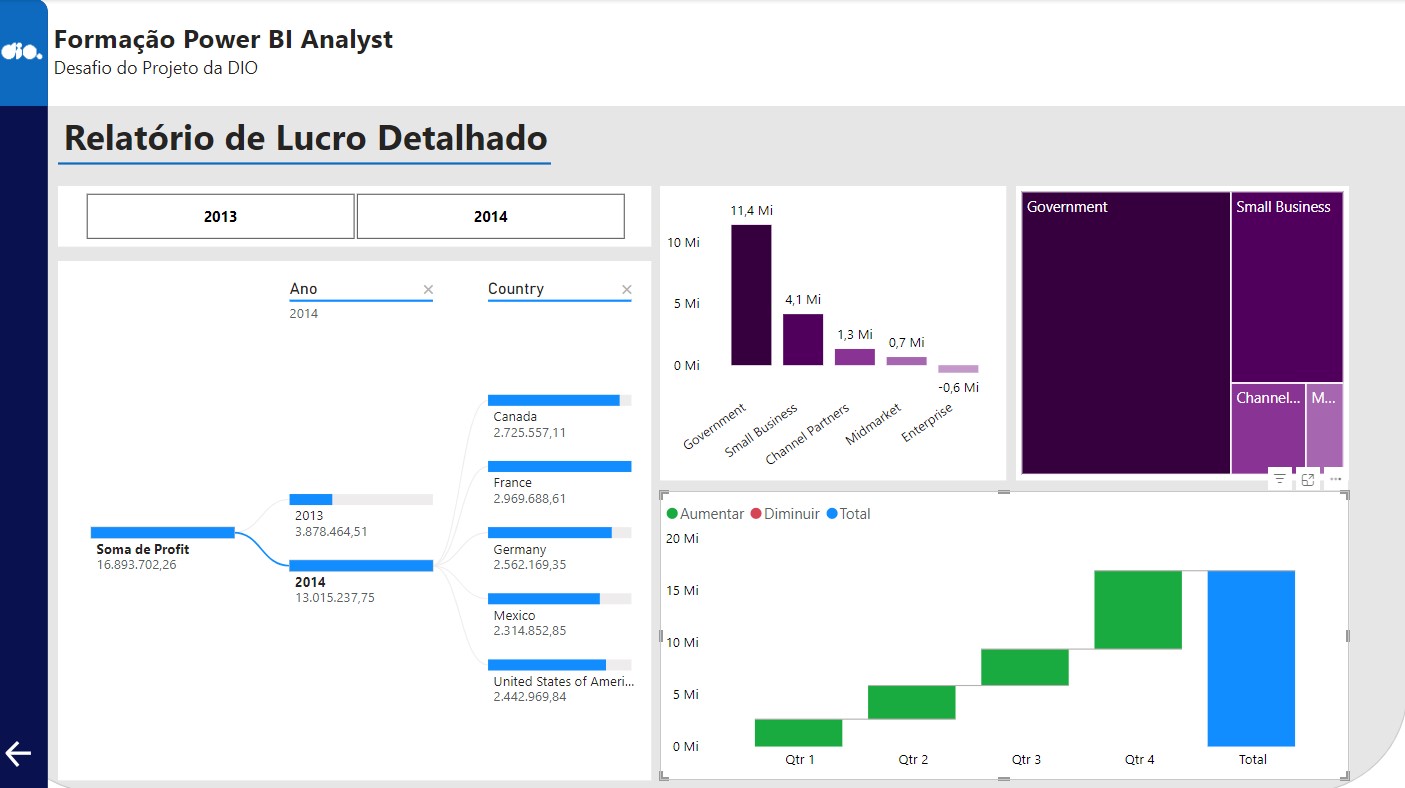 dio.
Formação Power BI Analyst
Desafio do Projeto da DIO
Relatório de Lucro Detalhado
2013
2014
Ano
2014
Country
Soma de Profit
16.893.702,26
2013
3.878.464,51
2014
13.015.237,75
Canada
2.725.557,11
France
2.969.688,61
Germany
2.562.169,35
Mexico
2.314.852,85
United States of Ameri...
2.442.969,84
10 Mi
5 Mi
0 Mi
11,4 Mi
4,1 Mi
1,3 Mi
0,7 Mi
-0,6 Mi
Government
Small Business
Channel Partners
Midmarket
Enterprise
Government
Small Business
Channel...
M...
Aumentar Diminuir Total
20 Mi
15 Mi
10 Mi
5 Mi
0 Mi
Qtr 1
Qtr 2
Qtr 3
Qtr 4
Total